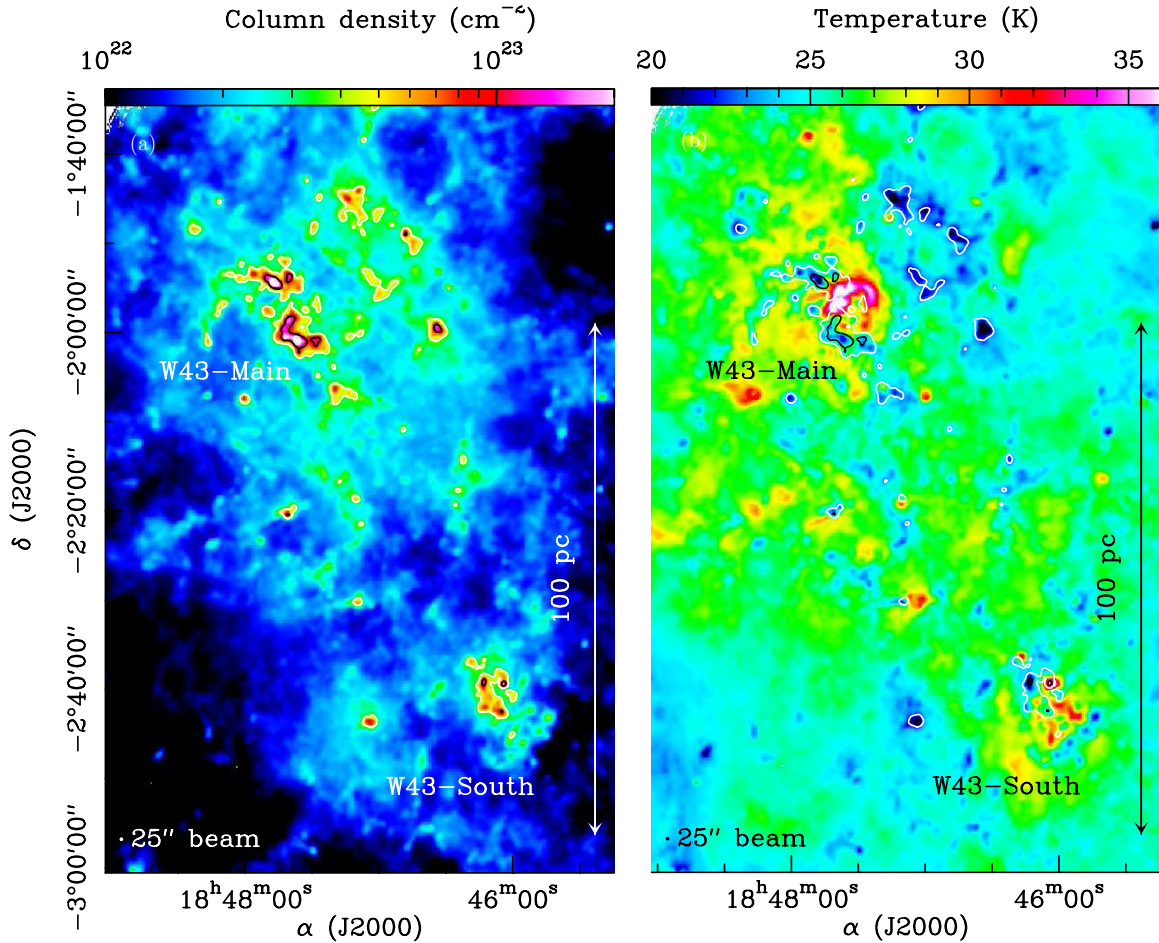 Column density (cm⁻²)
10²² 10²³
Temperature (K)
20 25 30 35
(a)
(b)
δ (J2000)
−1°40′00″
−2°00′00″
−2°20′00″
−2°40′00″
−3°00′00″
W43−Main
W43−Main
100 pc
100 pc
W43−South
W43−South
25″ beam
25″ beam
18ʰ48ᵐ00ˢ 46ᵐ00ˢ
18ʰ48ᵐ00ˢ 46ᵐ00ˢ
α (J2000)
α (J2000)